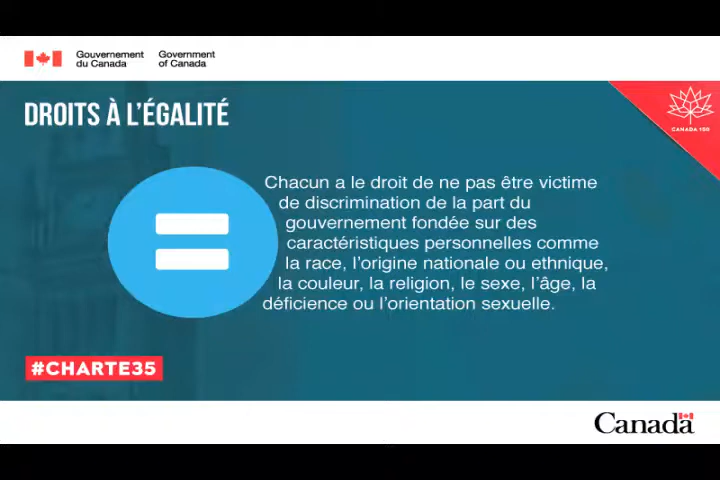 Gouvernement du Canada
Government of Canada
DROITS À L'ÉGALITÉ
CANADA 150
Chacun a le droit de ne pas être victime
de discrimination de la part du
gouvernement fondée sur des
caractéristiques personnelles comme
la race, l'origine nationale ou ethnique,
la couleur, la religion, le sexe, l'âge, la
déficience ou l'orientation sexuelle.
#CHARTE35
Canada